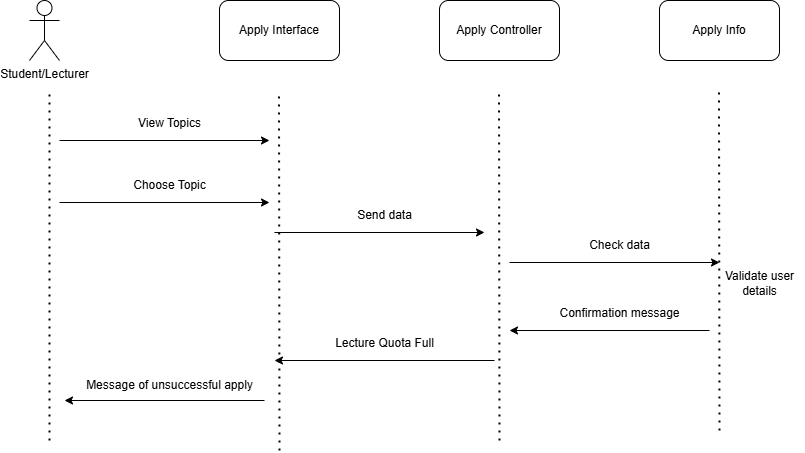 Student/Lecturer
Apply Interface
Apply Controller
Apply Info
View Topics
Choose Topic
Send data
Check data
Validate user
details
Confirmation message
Lecture Quota Full
Message of unsuccessful apply